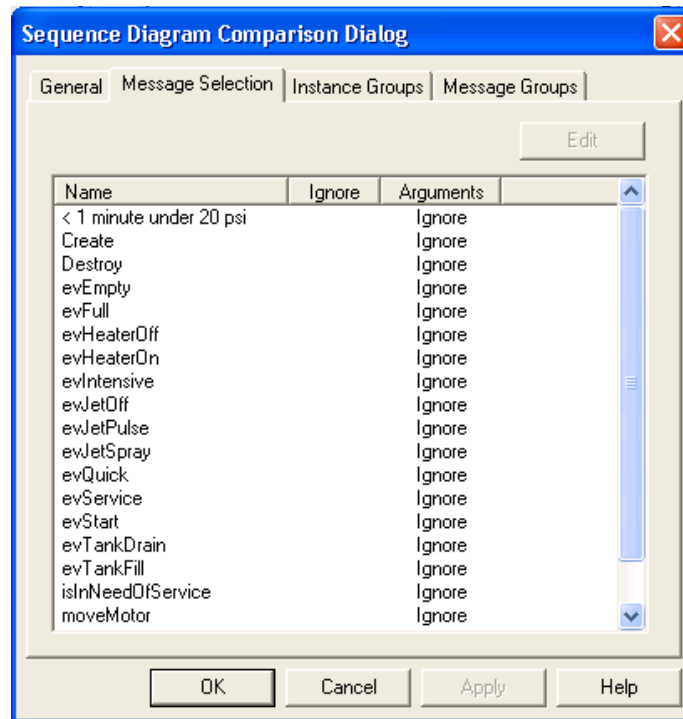 Sequence Diagram Comparison Dialog
General Message Selection Instance Groups Message Groups
Edit
Name Ignore Arguments
< 1 minute under 20 psi Ignore
Create Ignore
Destroy Ignore
evEmpty Ignore
evFull Ignore
evHeaterOff Ignore
evHeaterOn Ignore
evIntensive Ignore
evJetOff Ignore
evJetPulse Ignore
evJetSpray Ignore
evQuick Ignore
evService Ignore
evStart Ignore
evTankDrain Ignore
evTankFill Ignore
isInNeedOfService Ignore
moveMotor Ignore
OK Cancel Apply Help